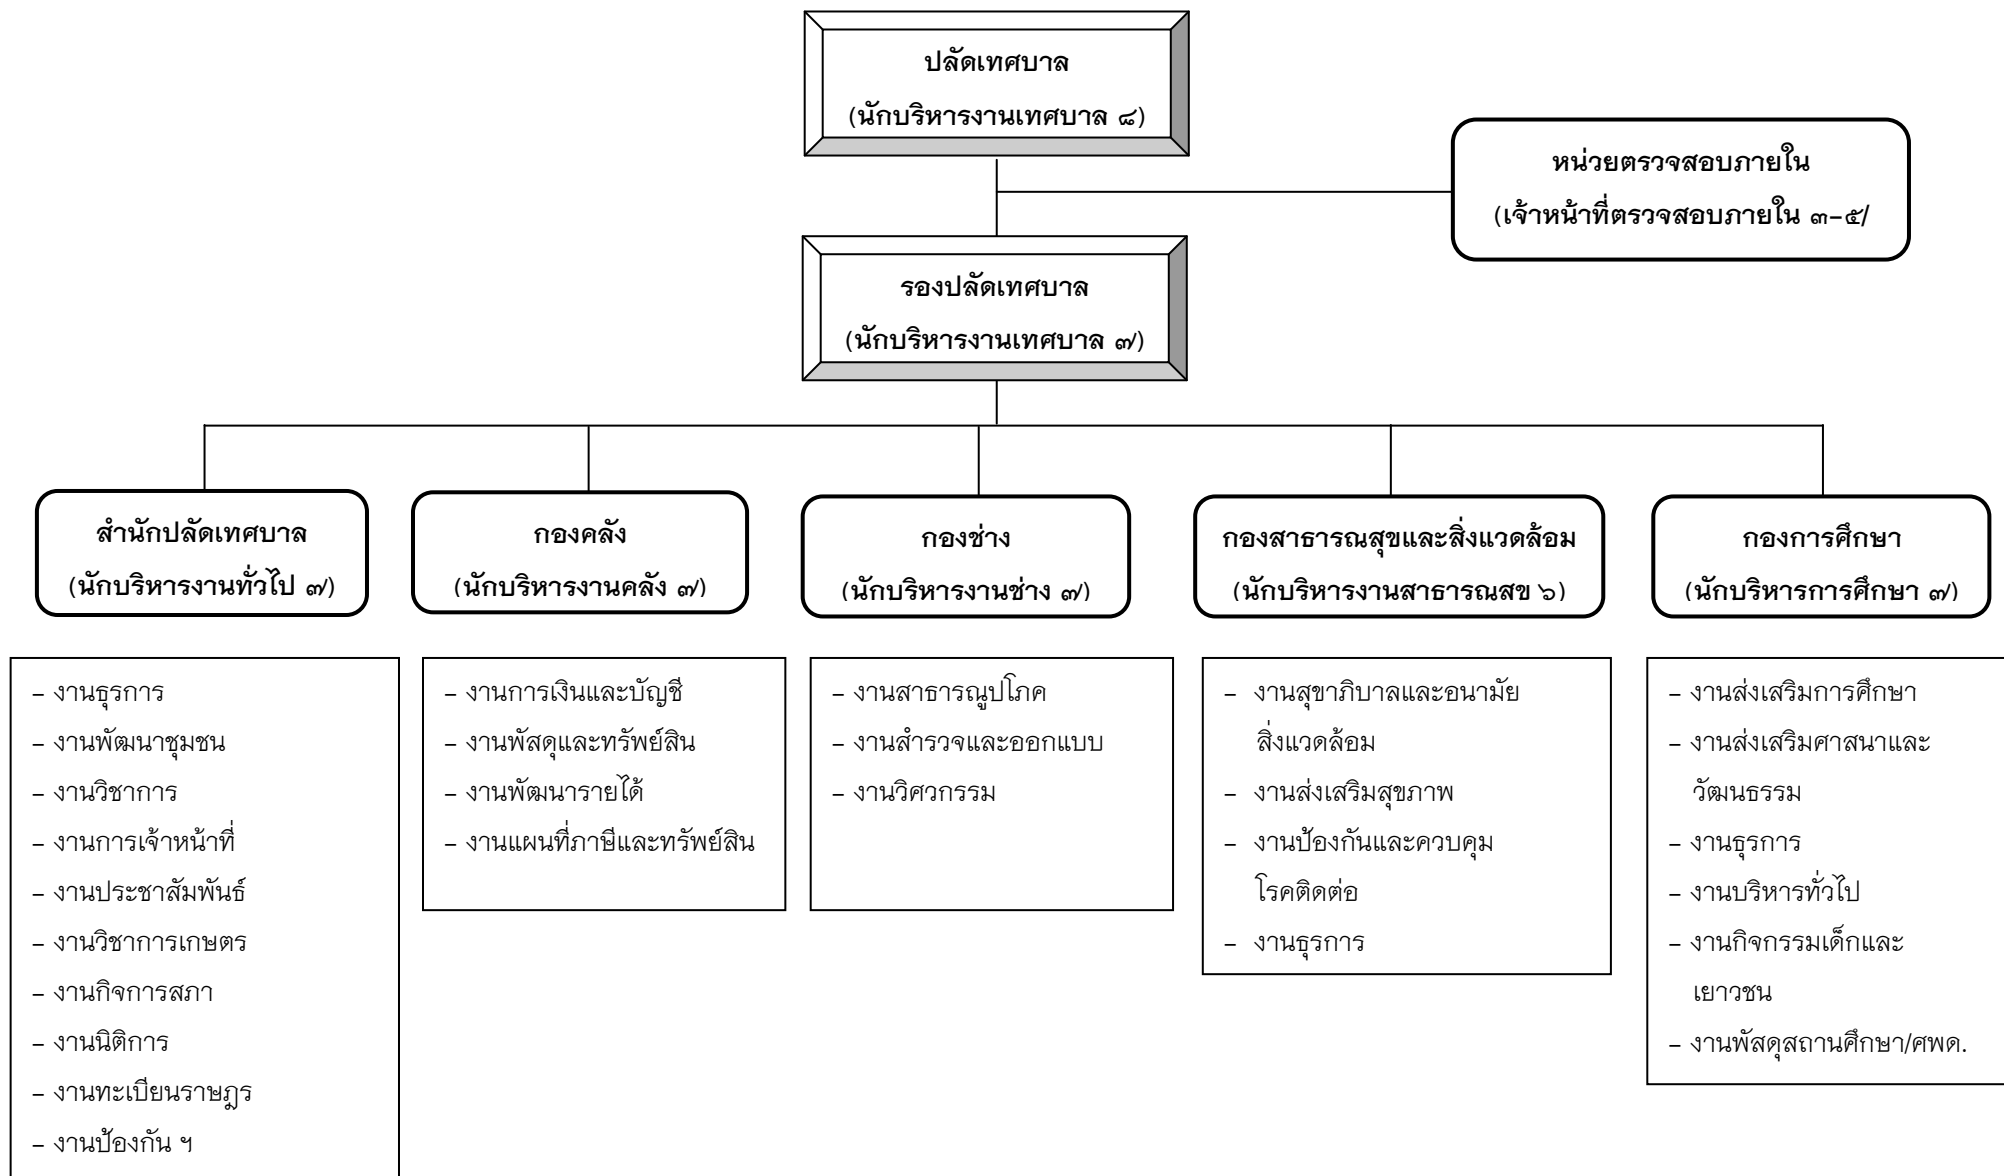 ปลัดเทศบาล
(นักบริหารงานเทศบาล ๘)
หน่วยตรวจสอบภายใน
(เจ้าหน้าที่ตรวจสอบภายใน ๓-๕/
รองปลัดเทศบาล
(นักบริหารงานเทศบาล ๗)
สำนักปลัดเทศบาล
(นักบริหารงานทั่วไป ๗)
กองคลัง
(นักบริหารงานคลัง ๗)
กองช่าง
(นักบริหารงานช่าง ๗)
กองสาธารณสุขและสิ่งแวดล้อม
(นักบริหารงานสาธารณสข ๖)
กองการศึกษา
(นักบริหารการศึกษา ๗)
- งานธุรการ
- งานพัฒนาชุมชน
- งานวิชาการ
- งานการเจ้าหน้าที่
- งานประชาสัมพันธ์
- งานวิชาการเกษตร
- งานกิจการสภา
- งานนิติการ
- งานทะเบียนราษฎร
- งานป้องกัน ฯ
- งานการเงินและบัญชี
- งานพัสดุและทรัพย์สิน
- งานพัฒนารายได้
- งานแผนที่ภาษีและทรัพย์สิน
- งานสาธารณูปโภค
- งานสำรวจและออกแบบ
- งานวิศวกรรม
- งานสุขาภิบาลและอนามัย
สิ่งแวดล้อม
- งานส่งเสริมสุขภาพ
- งานป้องกันและควบคุม
โรคติดต่อ
- งานธุรการ
- งานส่งเสริมการศึกษา
- งานส่งเสริมศาสนาและ
วัฒนธรรม
- งานธุรการ
- งานบริหารทั่วไป
- งานกิจกรรมเด็กและ
เยาวชน
- งานพัสดุสถานศึกษา/ศพด.